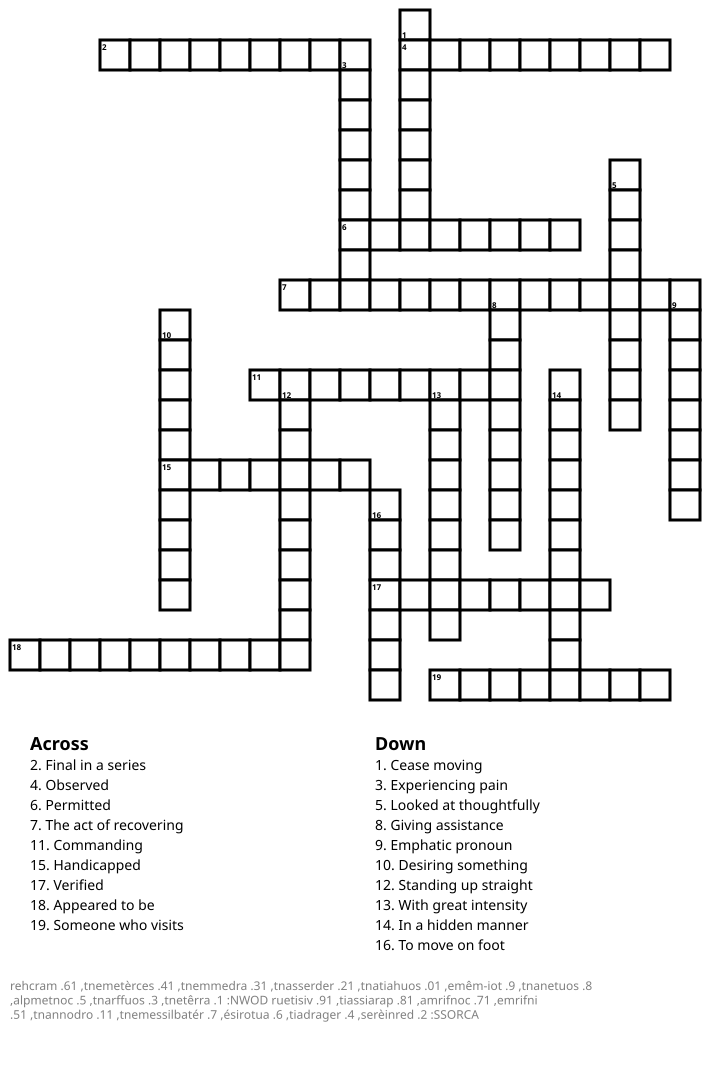 1
2 4
3
5
6
7
8 9
10
11
12 13 14
15
16
17
18
19
Across
2. Final in a series
4. Observed
6. Permitted
7. The act of recovering
11. Commanding
15. Handicapped
17. Verified
18. Appeared to be
19. Someone who visits
Down
1. Cease moving
3. Experiencing pain
5. Looked at thoughtfully
8. Giving assistance
9. Emphatic pronoun
10. Desiring something
12. Standing up straight
13. With great intensity
14. In a hidden manner
16. To move on foot
rehcram .61 ,tnemetèrces .41 ,tnemmedra .31 ,tnasserder .21 ,tnatiahuos .01 ,emêm-iot .9 ,tnanetuos .8
,alpmetnoc .5 ,tnarffuos .3 ,tnetêrra .1 :NWOD ruetisiv .91 ,tiassiarap .81 ,amrifnoc .71 ,emrifni
.51 ,tnannodro .11 ,tnemessilbatér .7 ,ésirotua .6 ,tiadrager .4 ,serèinred .2 :SSORCA